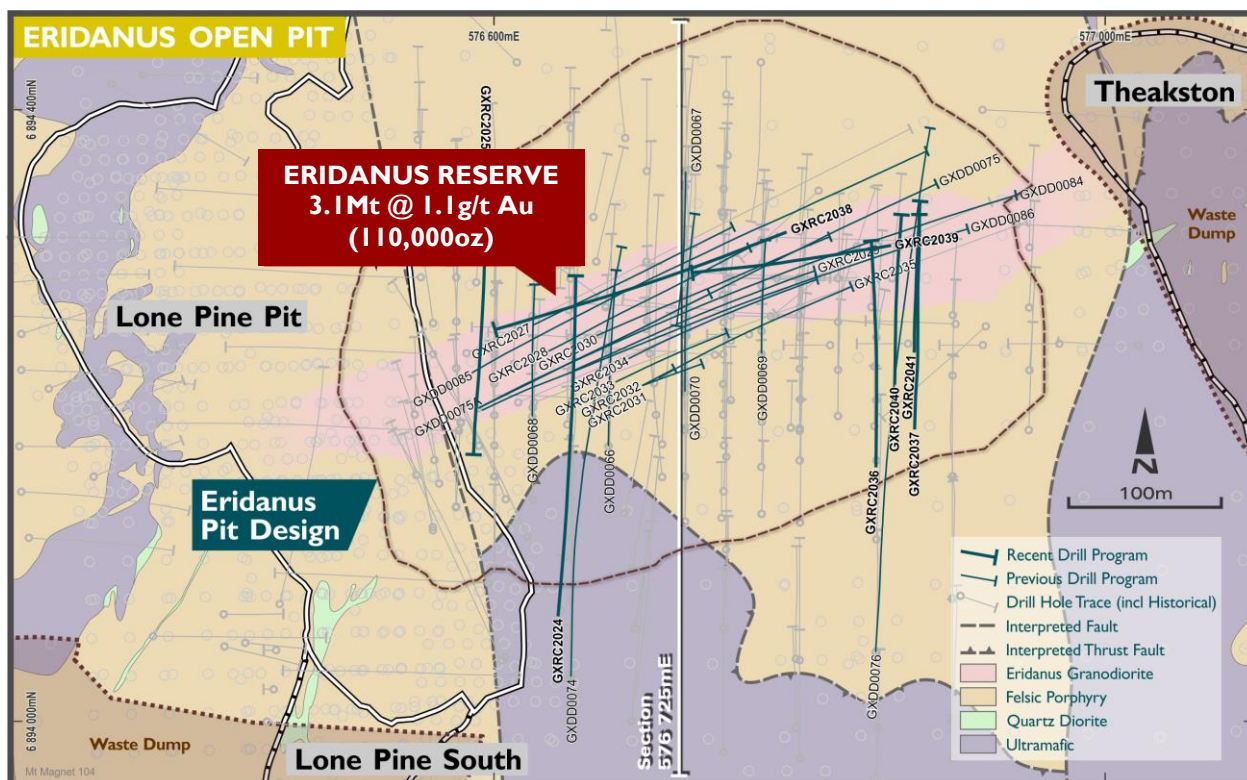 ERIDANUS OPEN PIT
576 600mE
577 000mE
6 894 400mN
Theakston
GXRC2025
GXDD0067
ERIDANUS RESERVE
3.1Mt @ 1.1g/t Au
(110,000oz)
GXDD0075
GXDD0084
GXDD0086
GXRC2038
GXRC2039
GXRC2029
GXRC2035
Waste
Dump
Lone Pine Pit
GXRC2027
GXRC2028
GXRC2030
GXRC2034
GXDD0085
GXRC2033
GXRC2032
GXRC2031
GXDD0075
GXDD0068
GXDD0066
GXDD0070
GXDD0069
GXRC2041
GXRC2040
GXRC2037
GXRC2036
N
100m
Eridanus
Pit Design
Recent Drill Program
Previous Drill Program
Drill Hole Trace (incl Historical)
Interpreted Fault
Interpreted Thrust Fault
Eridanus Granodiorite
Felsic Porphyry
Quartz Diorite
Ultramafic
GXRC2024
GXDD0074
GXDD0076
Section
576 725mE
6 894 000mN
Waste Dump
Lone Pine South
Mt Magnet 104